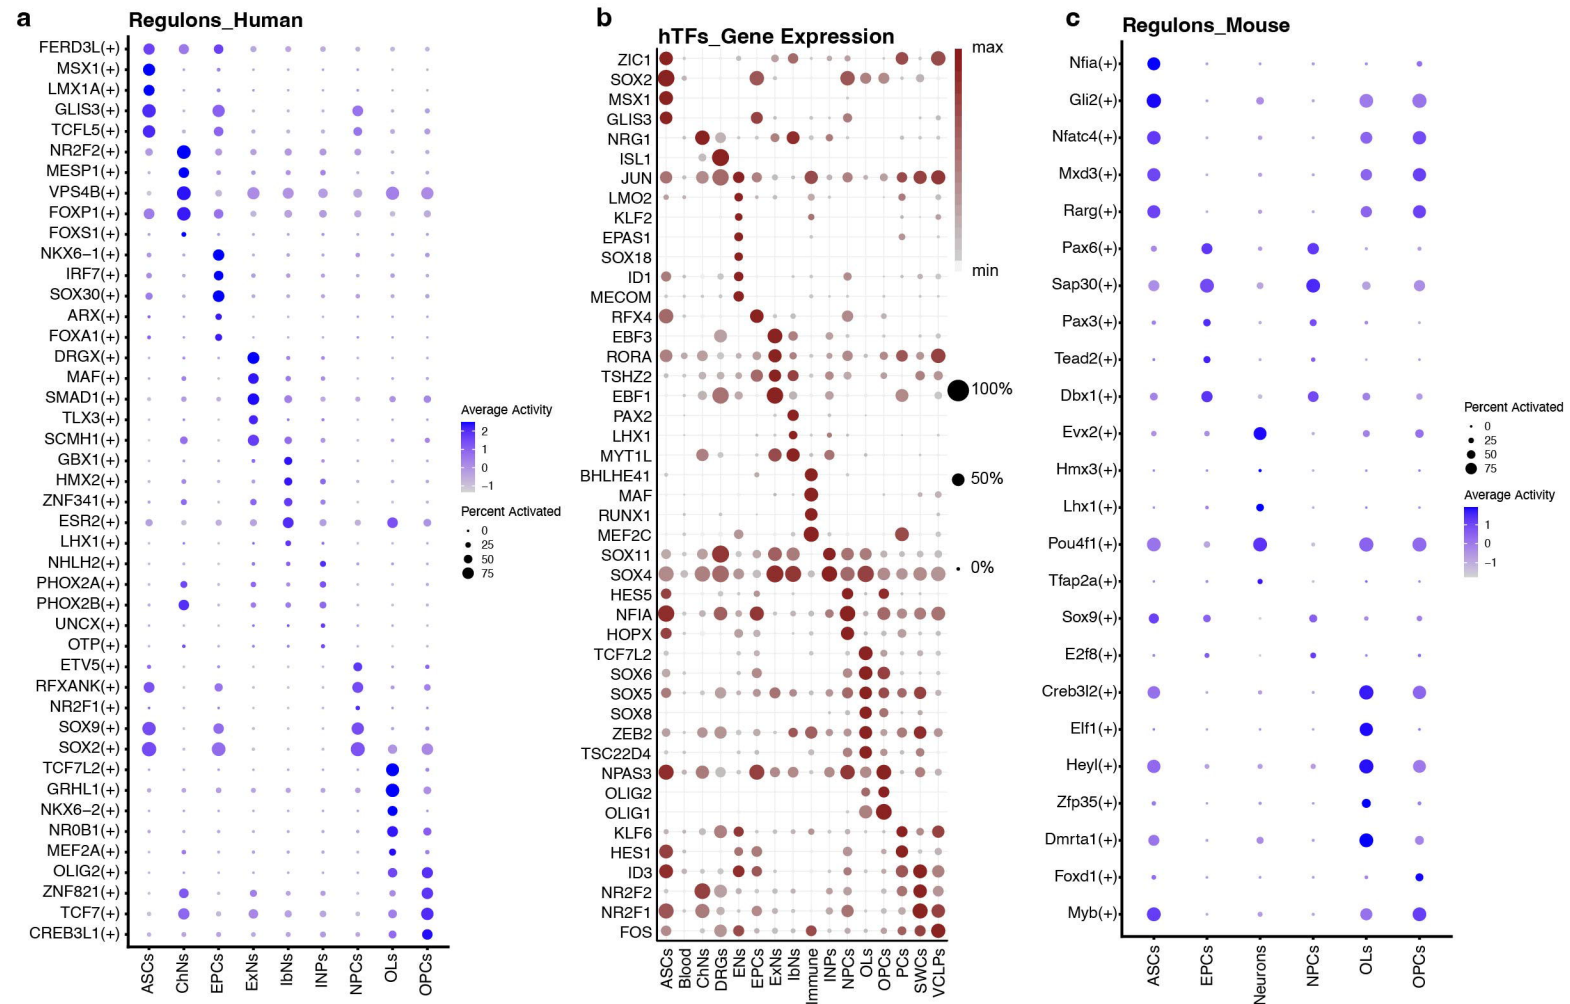 a
Regulons_Human
FERD3L(+)
MSX1(+)
LMX1A(+)
GLIS3(+)
TCFL5(+)
NR2F2(+)
MESP1(+)
VPS4B(+)
FOXP1(+)
FOXS1(+)
NKX6−1(+)
IRF7(+)
SOX30(+)
ARX(+)
FOXA1(+)
DRGX(+)
MAF(+)
SMAD1(+)
TLX3(+)
SCMH1(+)
GBX1(+)
HMX2(+)
ZNF341(+)
ESR2(+)
LHX1(+)
NHLH2(+)
PHOX2A(+)
PHOX2B(+)
UNCX(+)
OTP(+)
ETV5(+)
RFXANK(+)
NR2F1(+)
SOX9(+)
SOX2(+)
TCF7L2(+)
GRHL1(+)
NKX6−2(+)
NR0B1(+)
MEF2A(+)
OLIG2(+)
ZNF821(+)
TCF7(+)
CREB3L1(+)
ASCs
ChNs
EPCs
ExNs
IbNs
INPs
NPCs
OLs
OPCs
Average Activity
2
1
0
−1
Percent Activated
0
25
50
75
b
hTFs_Gene Expression
ZIC1
SOX2
MSX1
GLIS3
NRG1
ISL1
JUN
LMO2
KLF2
EPAS1
SOX18
ID1
MECOM
RFX4
EBF3
RORA
TSHZ2
EBF1
PAX2
LHX1
MYT1L
BHLHE41
MAF
RUNX1
MEF2C
SOX11
SOX4
HES5
NFIA
HOPX
TCF7L2
SOX6
SOX5
SOX8
ZEB2
TSC22D4
NPAS3
OLIG2
OLIG1
KLF6
HES1
ID3
NR2F2
NR2F1
FOS
ASCs
Blood
ChNs
DRGs
ENs
EPCs
ExNs
IbNs
Immune
INPs
NPCs
OLs
OPCs
PCs
SWCs
VCLPs
max
min
100%
50%
0%
c
Regulons_Mouse
Nfia(+)
Gli2(+)
Nfatc4(+)
Mxd3(+)
Rarg(+)
Pax6(+)
Sap30(+)
Pax3(+)
Tead2(+)
Dbx1(+)
Evx2(+)
Hmx3(+)
Lhx1(+)
Pou4f1(+)
Tfap2a(+)
Sox9(+)
E2f8(+)
Creb3l2(+)
Elf1(+)
Heyl(+)
Zfp35(+)
Dmrta1(+)
Foxd1(+)
Myb(+)
ASCs
EPCs
Neurons
NPCs
OLs
OPCs
Percent Activated
0
25
50
75
Average Activity
1
0
−1